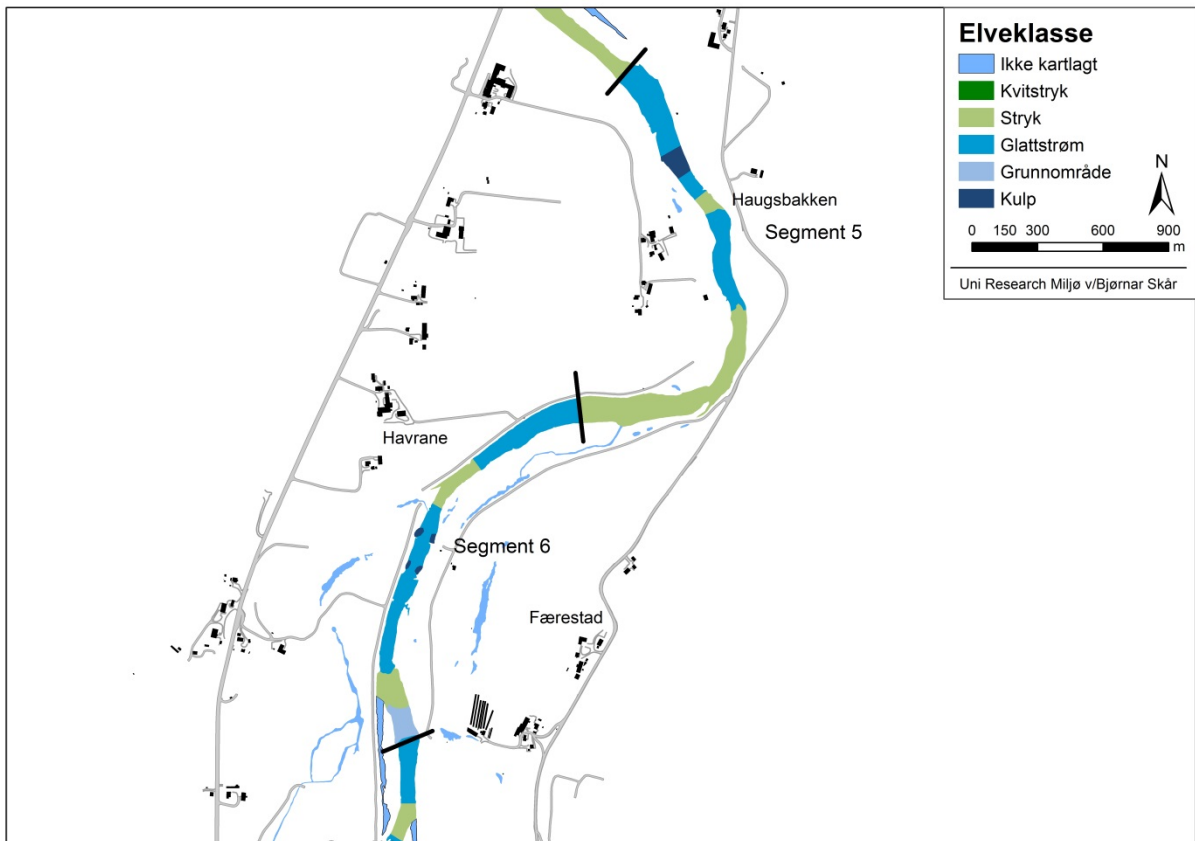 Elveklasse
Ikke kartlagt
Kvitstryk
Stryk
Glattstrøm
Grunnområde
Kulp
N
0 150 300 600 900
m
Uni Research Miljø v/Bjørnar Skår
Haugsbakken
Segment 5
Havrane
Segment 6
Færestad